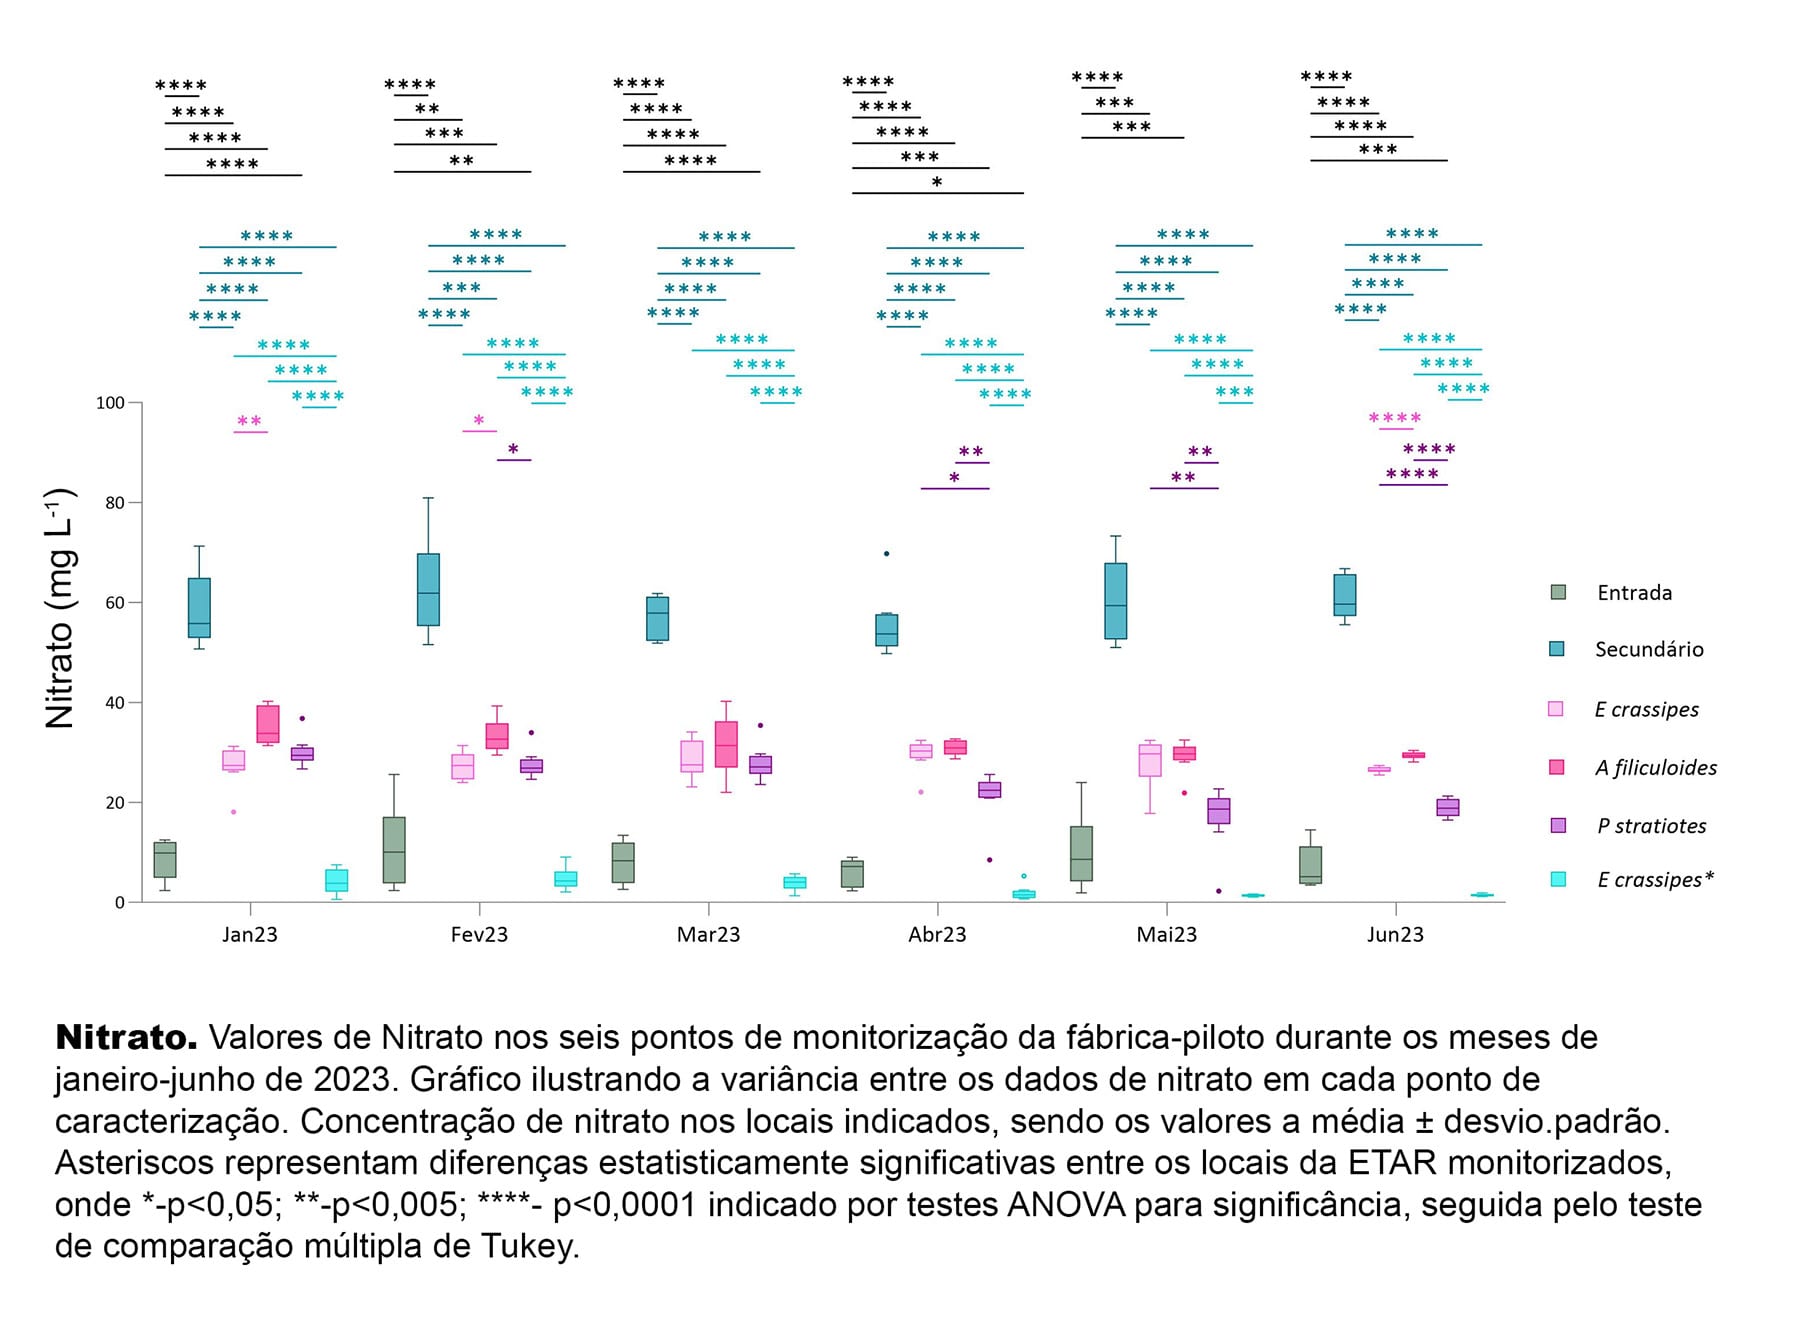 **** **** **** **** **** ****
**** ** **** **** *** ****
**** *** **** **** *** ****
**** ** **** *** ***
*
**** **** **** **** **** ****
**** **** **** **** **** ****
**** *** **** **** **** ****
**** **** **** **** **** ****
**** **** **** **** **** ****
**** **** **** **** **** ****
**** **** **** **** *** ****
** * ****
* ** ** ****
* ** ****
Nitrato (mg L-1)
100
80
60
40
20
0
Jan23 Fev23 Mar23 Abr23 Mai23 Jun23
Entrada
Secundário
E crassipes
A filiculoides
P stratiotes
E crassipes*
Nitrato. Valores de Nitrato nos seis pontos de monitorização da fábrica-piloto durante os meses de
janeiro-junho de 2023. Gráfico ilustrando a variância entre os dados de nitrato em cada ponto de
caracterização. Concentração de nitrato nos locais indicados, sendo os valores a média ± desvio.padrão.
Asteriscos representam diferenças estatisticamente significativas entre os locais da ETAR monitorizados,
onde *-p<0,05; **-p<0,005; ****- p<0,0001 indicado por testes ANOVA para significância, seguida pelo teste
de comparação múltipla de Tukey.